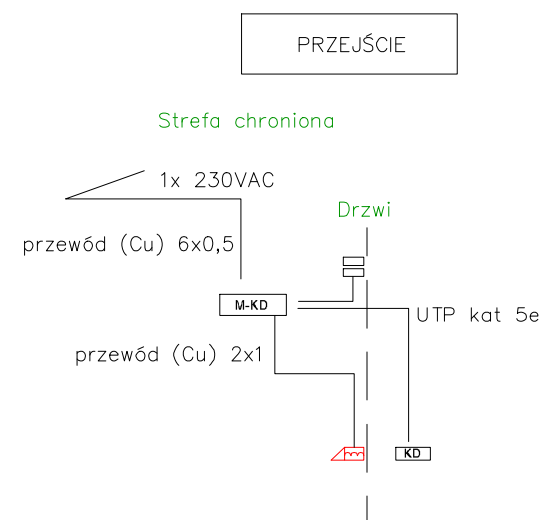 PRZEJŚCIE
Strefa chroniona
1x 230VAC
Drzwi
przewód (Cu) 6x0,5
M-KD
UTP kat 5e
przewód (Cu) 2x1
KD